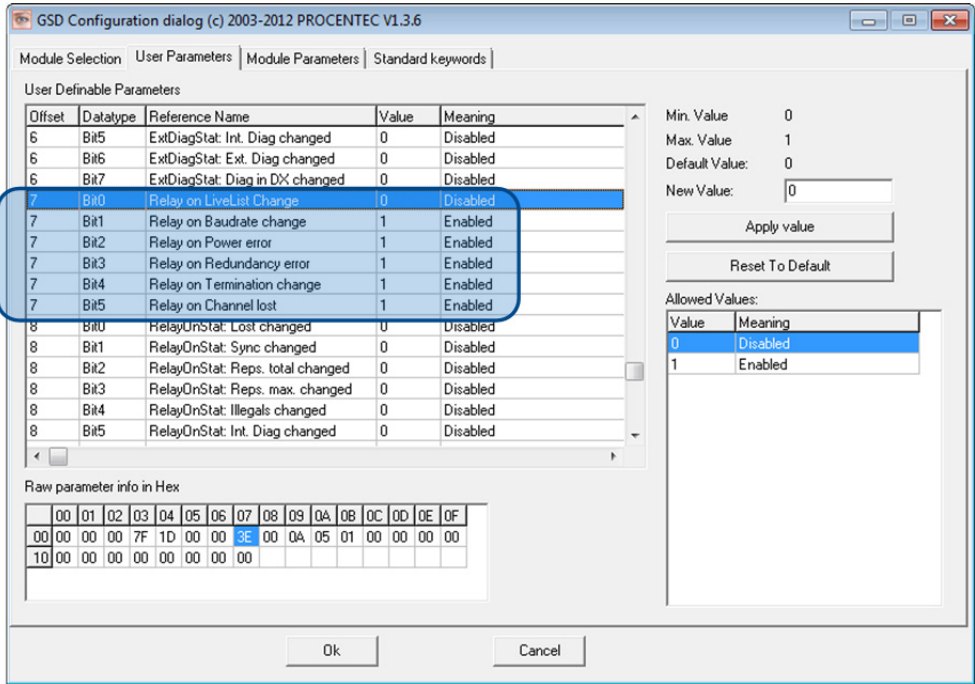 GSD Configuration dialog (c) 2003-2012 PROCENTEC V1.3.6
Module Selection User Parameters Module Parameters Standard keywords
User Definable Parameters
Offset Datatype Reference Name Value Meaning
6 Bit5 ExtDiagStat: Int. Diag changed 0 Disabled
6 Bit6 ExtDiagStat: Ext. Diag changed 0 Disabled
6 Bit7 ExtDiagStat: Diag in DX changed 0 Disabled
7 Bit0 Relay on LiveList Change 0 Disabled
7 Bit1 Relay on Baudrate change 1 Enabled
7 Bit2 Relay on Power error 1 Enabled
7 Bit3 Relay on Redundancy error 1 Enabled
7 Bit4 Relay on Termination change 1 Enabled
7 Bit5 Relay on Channel lost 1 Enabled
8 Bit0 RelayOnStat: Lost changed 0 Disabled
8 Bit1 RelayOnStat: Sync changed 0 Disabled
8 Bit2 RelayOnStat: Reps. total changed 0 Disabled
8 Bit3 RelayOnStat: Reps. max. changed 0 Disabled
8 Bit4 RelayOnStat: Illegals changed 0 Disabled
8 Bit5 RelayOnStat: Int. Diag changed 0 Disabled
Min. Value 0
Max. Value 1
Default Value: 0
New Value: 0
Apply value
Reset To Default
Allowed Values:
Value Meaning
0 Disabled
1 Enabled
Raw parameter info in Hex
00 01 02 03 04 05 06 07 08 09 0A 0B 0C 0D 0E 0F
00 00 00 00 7F 1D 00 00 3E 00 0A 05 01 00 00 00 00
10 00 00 00 00 00 00 00 00
Ok Cancel